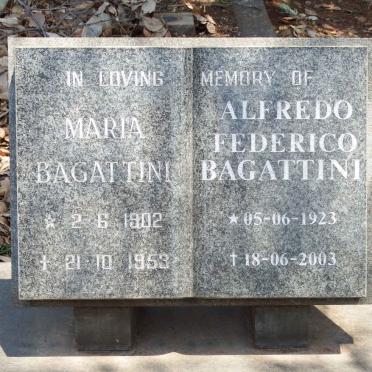 IN LOVING MEMORY OF
MARIA
BAGATTINI
★ 2-6 1902
† 21-10 1953
ALFREDO
FEDERICO
BAGATTINI
★ 05-06-1923
† 18-06-2003